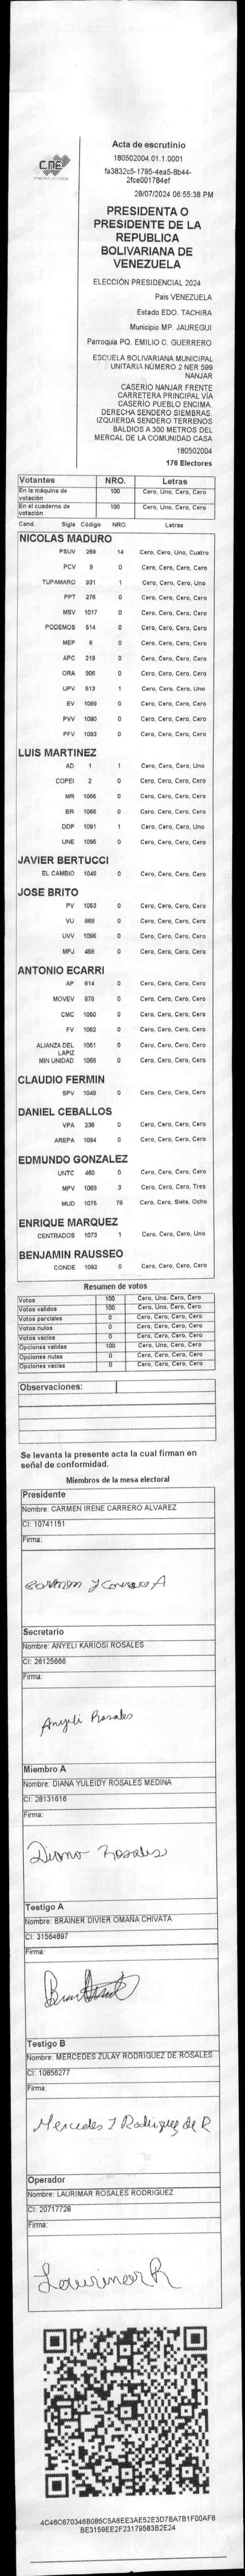 CNE
Acta de escrutinio
180502004.01.1.0001
fa3832c5-1795-4ea5-8b44-
2fce001784ef
28/07/2024 06:55:38 PM
PRESIDENTA O
PRESIDENTE DE LA
REPUBLICA
BOLIVARIANA DE
VENEZUELA
ELECCIÓN PRESIDENCIAL 2024
Pais VENEZUELA
Estado EDO. TACHIRA
Municipio MP. JAUREGUI
Parroquia PQ. EMILIO C. GUERRERO
ESCUELA BOLIVARIANA MUNICIPAL
UNITARIA NÚMERO 2 NER 599
NANJAR
CASERIO NANJAR FRENTE
CARRETERA PRINCIPAL VÍA
CASERÍO PUEBLO ENCIMA.
DERECHA SENDERO SIEMBRAS.
IZQUIERDA SENDERO TERRENOS
BALDIOS A 300 METROS DEL
MERCAL DE LA COMUNIDAD CASA
180502004
176 Electores
Votantes NRO. Letras
En la máquina de votación 100 Cero, Uno, Cero, Cero
En el cuaderno de votación 100 Cero, Uno, Cero, Cero
Cand. Sigla Código NRO. Letras
NICOLAS MADURO
PSUV 269 14 Cero, Cero, Uno, Cuatro
PCV 9 0 Cero, Cero, Cero, Cero
TUPAMARO 931 1 Cero, Cero, Cero, Uno
PPT 276 0 Cero, Cero, Cero, Cero
MSV 1017 0 Cero, Cero, Cero, Cero
PODEMOS 514 0 Cero, Cero, Cero, Cero
MEP 6 0 Cero, Cero, Cero, Cero
APC 219 0 Cero, Cero, Cero, Cero
ORA 906 0 Cero, Cero, Cero, Cero
UPV 513 1 Cero, Cero, Cero, Uno
EV 1089 0 Cero, Cero, Cero, Cero
PVV 1090 0 Cero, Cero, Cero, Cero
PFV 1093 0 Cero, Cero, Cero, Cero
LUIS MARTINEZ
AD 1 1 Cero, Cero, Cero, Uno
COPEI 2 0 Cero, Cero, Cero, Cero
MR 1066 0 Cero, Cero, Cero, Cero
BR 0 Cero, Cero, Cero, Cero
DDP 1091 1 Cero, Cero, Cero, Uno
UNE 1095 0 Cero, Cero, Cero, Cero
JAVIER BERTUCCI
EL CAMBIO 1048 0 Cero, Cero, Cero, Cero
JOSE BRITO
PV 1053 0 Cero, Cero, Cero, Cero
VU 868 0 Cero, Cero, Cero, Cero
UVV 1096 0 Cero, Cero, Cero, Cero
MPJ 468 0 Cero, Cero, Cero, Cero
ANTONIO ECARRI
AP 814 0 Cero, Cero, Cero, Cero
MOVEV 878 0 Cero, Cero, Cero, Cero
CMC 1050 0 Cero, Cero, Cero, Cero
FV 1062 0 Cero, Cero, Cero, Cero
ALIANZA DEL LAPIZ 1051 0 Cero, Cero, Cero, Cero
MIN UNIDAD 1058 0 Cero, Cero, Cero, Cero
CLAUDIO FERMIN
SPV 1049 0 Cero, Cero, Cero, Cero
DANIEL CEBALLOS
VPA 236 0 Cero, Cero, Cero, Cero
AREPA 1094 0 Cero, Cero, Cero, Cero
EDMUNDO GONZALEZ
UNTC 460 0 Cero, Cero, Cero, Cero
MPV 1069 3 Cero, Cero, Cero, Tres
MUD 1075 78 Cero, Cero, Siete, Ocho
ENRIQUE MARQUEZ
CENTRADOS 1073 1 Cero, Cero, Cero, Uno
BENJAMIN RAUSSEO
CONDE 1092 0 Cero, Cero, Cero, Cero
Resumen de votos
Votos 100 Cero, Uno, Cero, Cero
Votos válidos 100 Cero, Uno, Cero, Cero
Votos parciales 0 Cero, Cero, Cero, Cero
Votos nulos 0 Cero, Cero, Cero, Cero
Votos vacíos 0 Cero, Cero, Cero, Cero
Opciones válidas 100 Cero, Uno, Cero, Cero
Opciones nulas 0 Cero, Cero, Cero, Cero
Opciones vacías 0 Cero, Cero, Cero, Cero
Observaciones:
Se levanta la presente acta la cual firman en
señal de conformidad.
Miembros de la mesa electoral
Presidente
Nombre: CARMEN IRENE CARRERO ALVAREZ
CI: 10741151
Firma:
Carmen I Carrero A
Secretario
Nombre: ANYELI KARIOSI ROSALES
CI: 26125666
Firma:
Anyeli Rosales
Miembro A
Nombre: DIANA YULEIDY ROSALES MEDINA
CI: 28131616
Firma:
Diana Rosales
Testigo A
Nombre: BRAINER DIVIER OMAÑA CHIVATA
CI: 31564897
Firma:
Testigo B
Nombre: MERCEDES ZULAY RODRIGUEZ DE ROSALES
CI: 10856277
Firma:
Mercedes Z Rodriguez de R
Operador
Nombre: LAURIMAR ROSALES RODRIGUEZ
CI: 20717728
Firma:
Laurimar R
4C46C670346B085C5A6EE3AE52E3D7BA7B1F00AF8
BE3159EE2F23179583B2E24